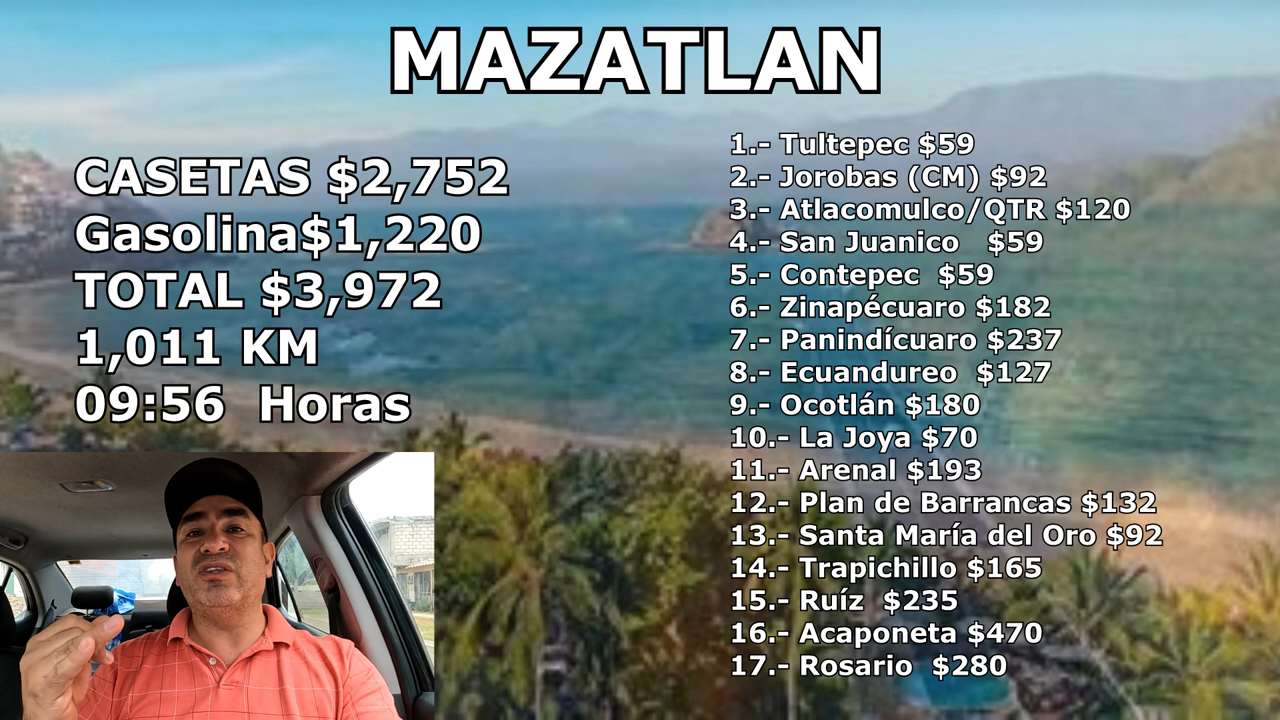 MAZATLAN
CASETAS $2,752
Gasolina$1,220
TOTAL $3,972
1,011 KM
09:56 Horas
1.- Tultepec $59
2.- Jorobas (CM) $92
3.- Atlacomulco/QTR $120
4.- San Juanico $59
5.- Contepec $59
6.- Zinapécuaro $182
7.- Panindícuaro $237
8.- Ecuandureo $127
9.- Ocotlán $180
10.- La Joya $70
11.- Arenal $193
12.- Plan de Barrancas $132
13.- Santa María del Oro $92
14.- Trapichillo $165
15.- Ruíz $235
16.- Acaponeta $470
17.- Rosario $280